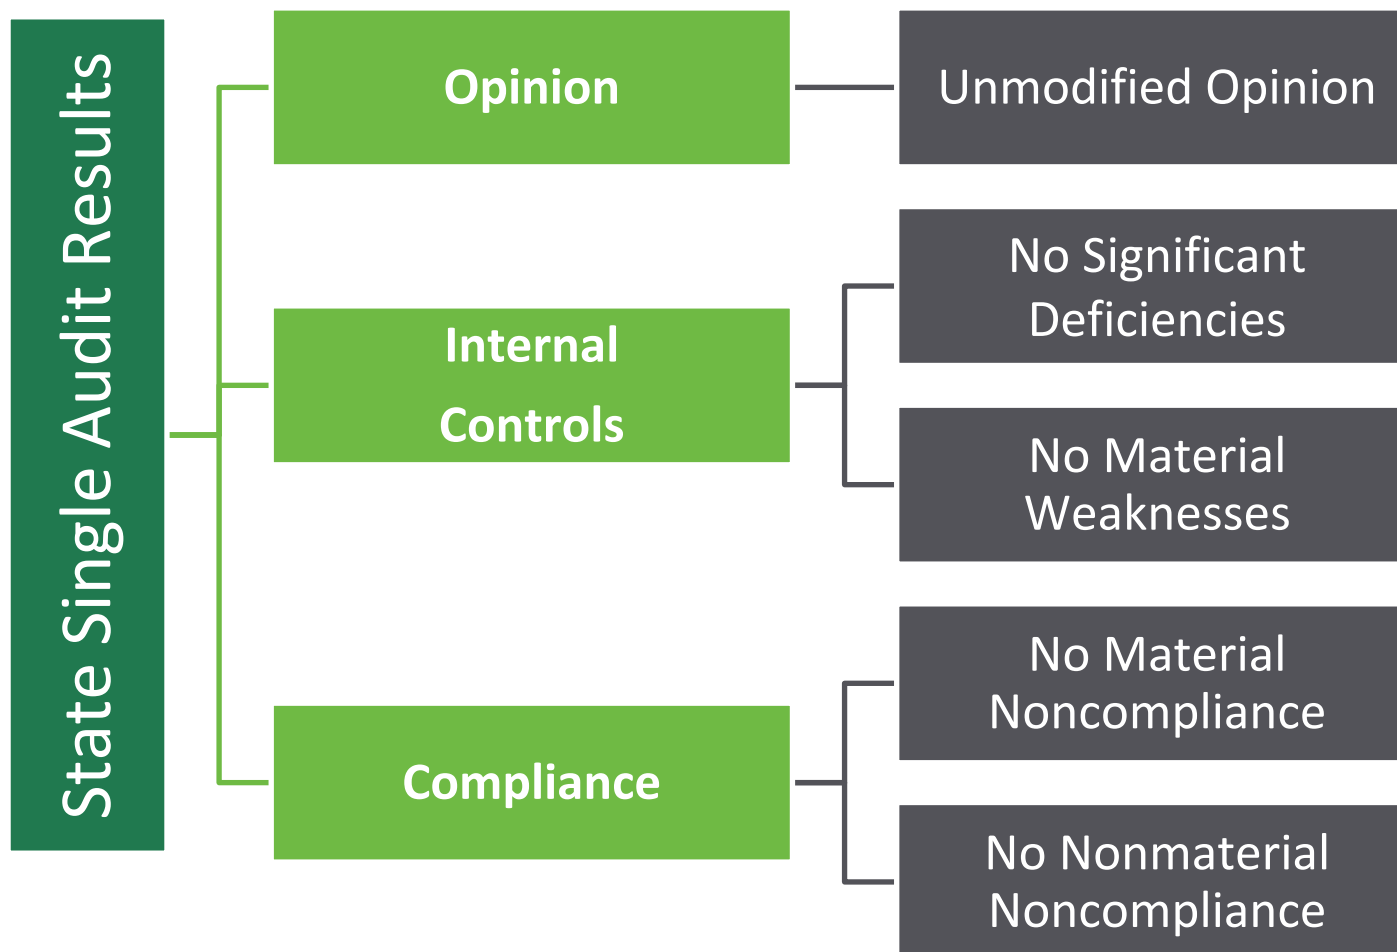 State Single Audit Results
Opinion
Unmodified Opinion
Internal
Controls
No Significant
Deficiencies
No Material
Weaknesses
Compliance
No Material
Noncompliance
No Nonmaterial
Noncompliance